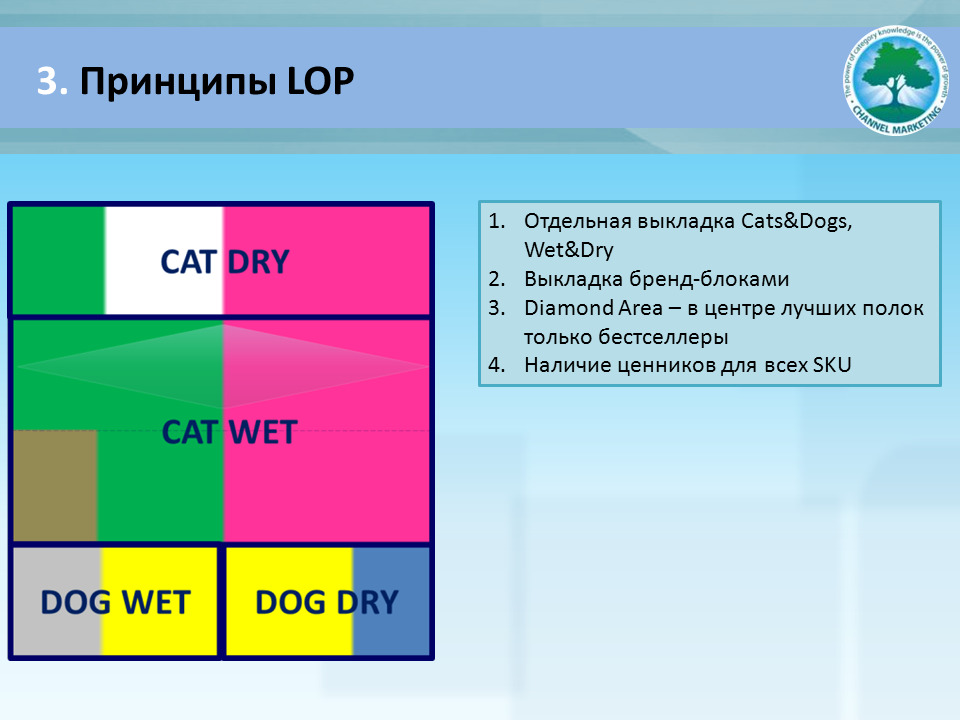 3. Принципы LOP
The power of category knowledge is the power of growth
• CHANNEL MARKETING •
CAT DRY
CAT WET
DOG WET
DOG DRY
1. Отдельная выкладка Cats&Dogs,
Wet&Dry
2. Выкладка бренд-блоками
3. Diamond Area – в центре лучших полок
только бестселлеры
4. Наличие ценников для всех SKU